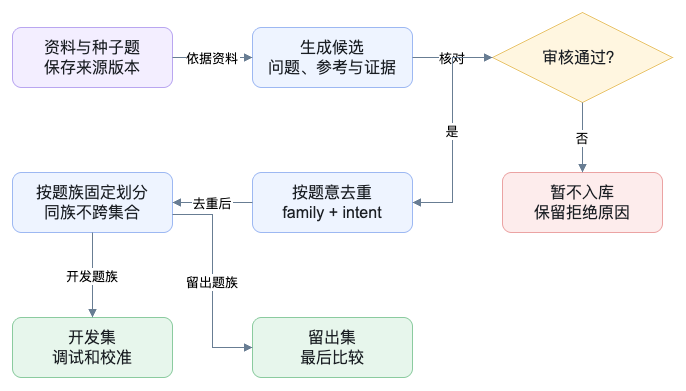 资料与种子题
保存来源版本
依据资料
生成候选
问题、参考与证据
核对
审核通过?
是
否
按题族固定划分
同族不跨集合
去重后
按题意去重
family + intent
暂不入库
保留拒绝原因
开发题族
留出题族
开发集
调试和校准
留出集
最后比较